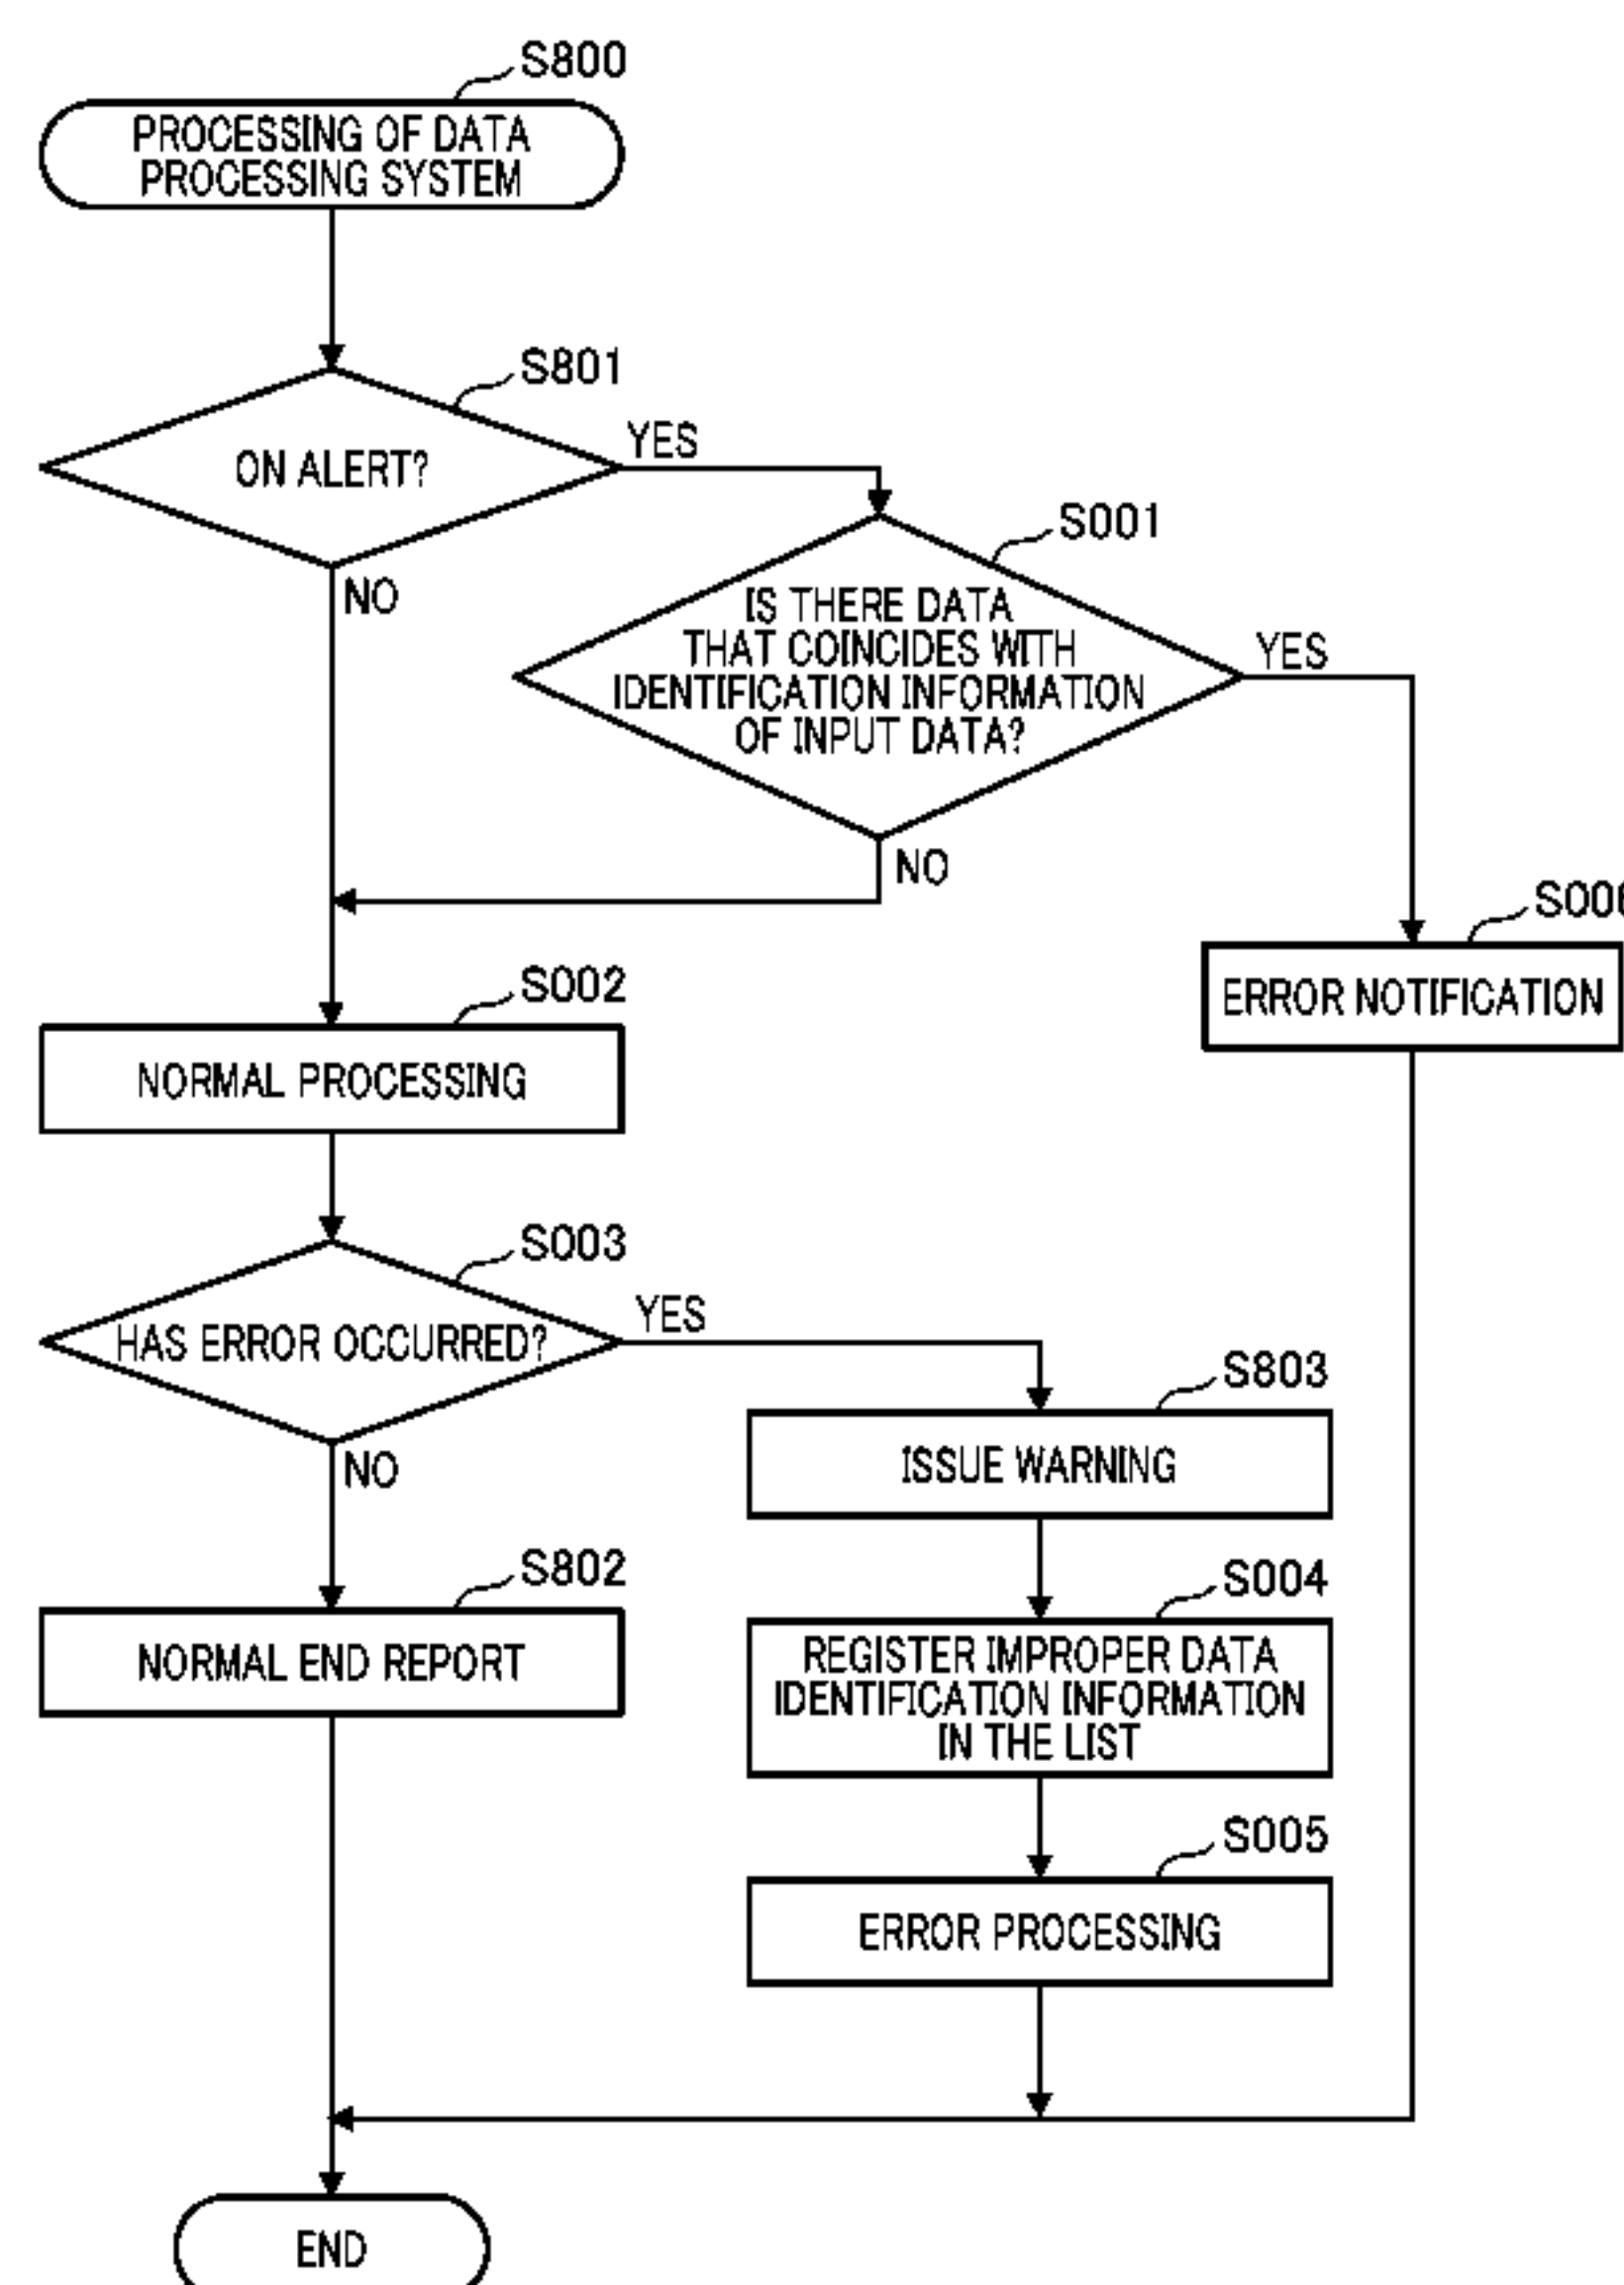 S800
PROCESSING OF DATA
PROCESSING SYSTEM
S801
ON ALERT?
YES
NO
S001
IS THERE DATA
THAT COINCIDES WITH
IDENTIFICATION INFORMATION
OF INPUT DATA?
YES
NO
S006
ERROR NOTIFICATION
S002
NORMAL PROCESSING
S003
HAS ERROR OCCURRED?
YES
NO
S803
ISSUE WARNING
S802
NORMAL END REPORT
S004
REGISTER IMPROPER DATA
IDENTIFICATION INFORMATION
IN THE LIST
S005
ERROR PROCESSING
END